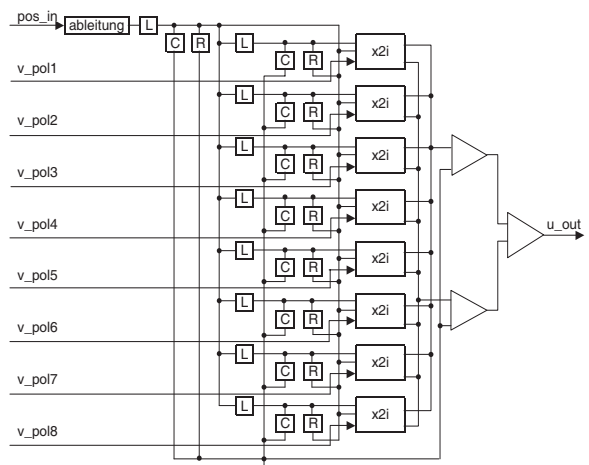 pos_in
ableitung L
C R
L
C R x2i
v_pol1
L
C R x2i
v_pol2
L
C R x2i
v_pol3
L
C R x2i
v_pol4
u_out
L
C R x2i
v_pol5
L
C R x2i
v_pol6
L
C R x2i
v_pol7
L
C R x2i
v_pol8